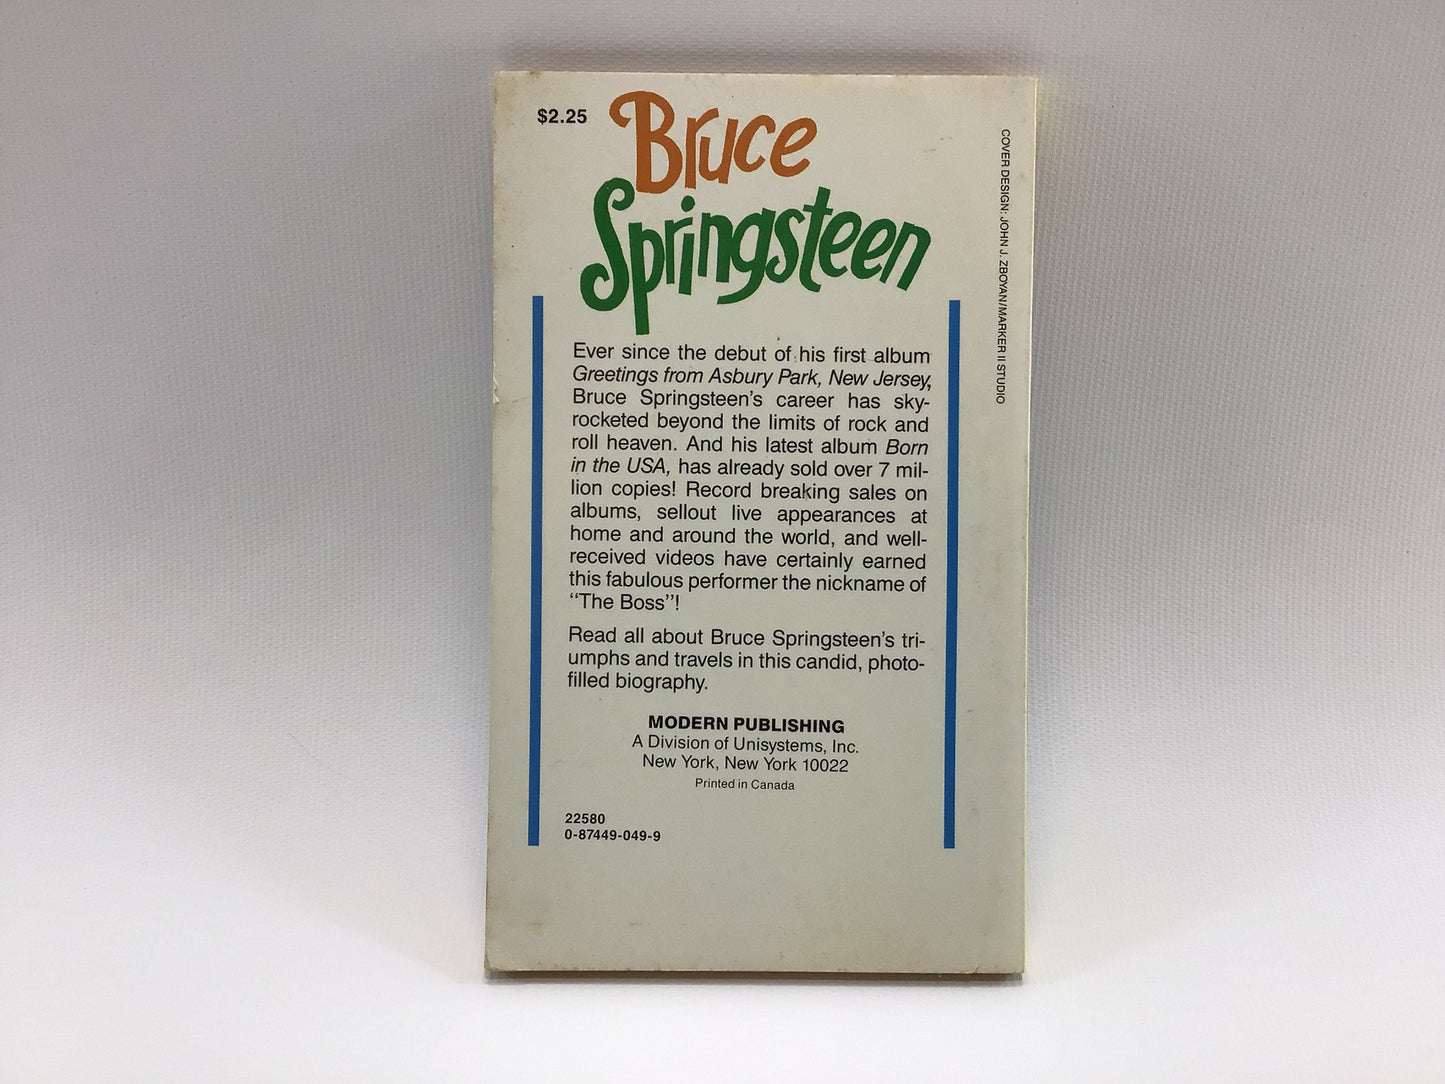 $2.25
Bruce
Springsteen
Ever since the debut of his first album
Greetings from Asbury Park, New Jersey,
Bruce Springsteen's career has sky-
rocketed beyond the limits of rock and
roll heaven. And his latest album Born
in the USA, has already sold over 7 mil-
lion copies! Record breaking sales on
albums, sellout live appearances at
home and around the world, and well-
received videos have certainly earned
this fabulous performer the nickname of
"The Boss"!
Read all about Bruce Springsteen's tri-
umphs and travels in this candid, photo-
filled biography.
MODERN PUBLISHING
A Division of Unisystems, Inc.
New York, New York 10022
Printed in Canada
22580
0-87449-049-9
COVER DESIGN: JOHN J. ZBOYAN/MARKER II STUDIO